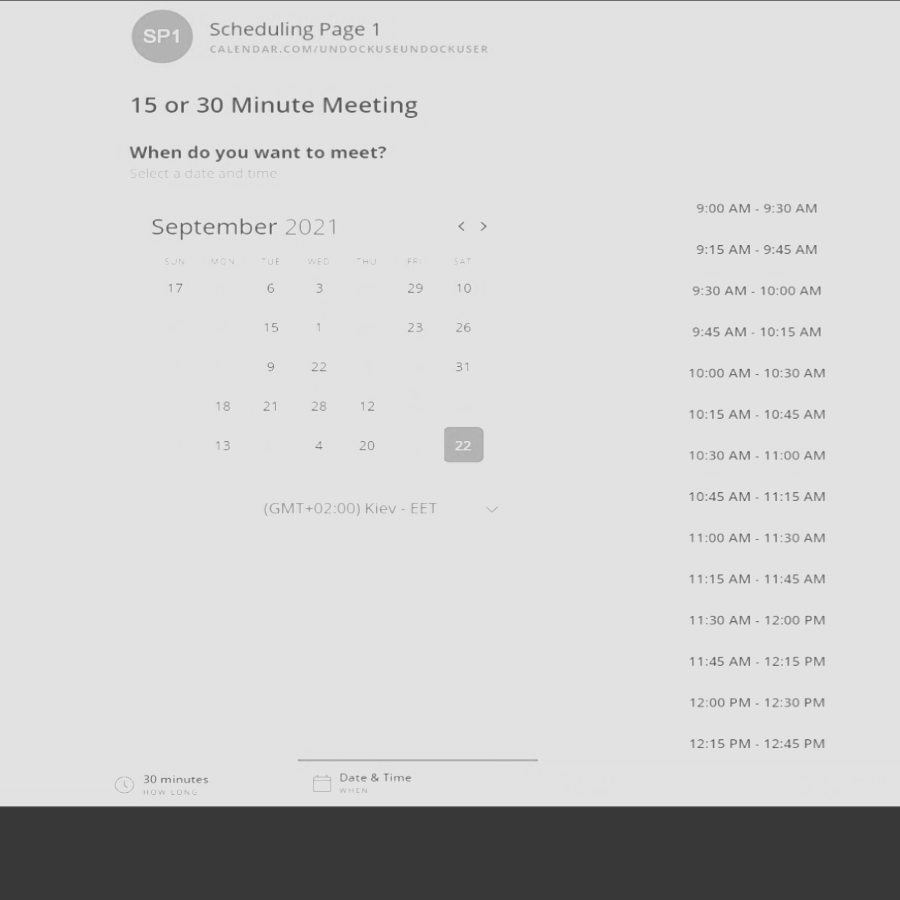 SP1
Scheduling Page 1
CALENDAR.COM/UNDOCKUSEUNDOCKUSER
15 or 30 Minute Meeting
When do you want to meet?
Select a date and time
September 2021
SUN MON TUE WED THU FRI SAT
17 6 3 29 10
15 1 23 26
9 22 31
18 21 28 12
13 4 20 22
(GMT+02:00) Kiev - EET
9:00 AM - 9:30 AM
9:15 AM - 9:45 AM
9:30 AM - 10:00 AM
9:45 AM - 10:15 AM
10:00 AM - 10:30 AM
10:15 AM - 10:45 AM
10:30 AM - 11:00 AM
10:45 AM - 11:15 AM
11:00 AM - 11:30 AM
11:15 AM - 11:45 AM
11:30 AM - 12:00 PM
11:45 AM - 12:15 PM
12:00 PM - 12:30 PM
12:15 PM - 12:45 PM
30 minutes
HOW LONG
Date & Time
WHEN